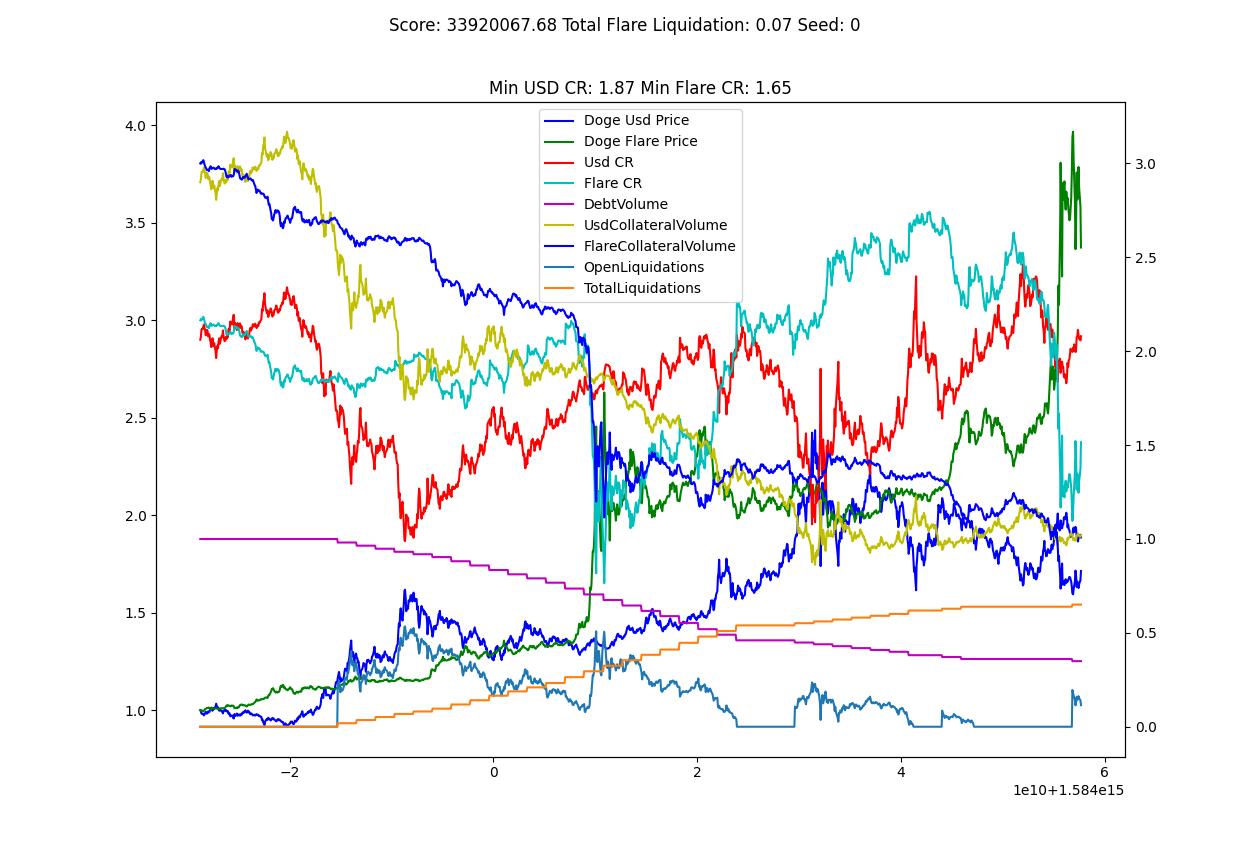 Score: 33920067.68 Total Flare Liquidation: 0.07 Seed: 0
Min USD CR: 1.87 Min Flare CR: 1.65
Doge Usd Price
Doge Flare Price
Usd CR
Flare CR
DebtVolume
UsdCollateralVolume
FlareCollateralVolume
OpenLiquidations
TotalLiquidations
4.0
3.5
3.0
2.5
2.0
1.5
1.0
3.0
2.5
2.0
1.5
1.0
0.5
0.0
−2 0 2 4 6
1e10+1.584e15